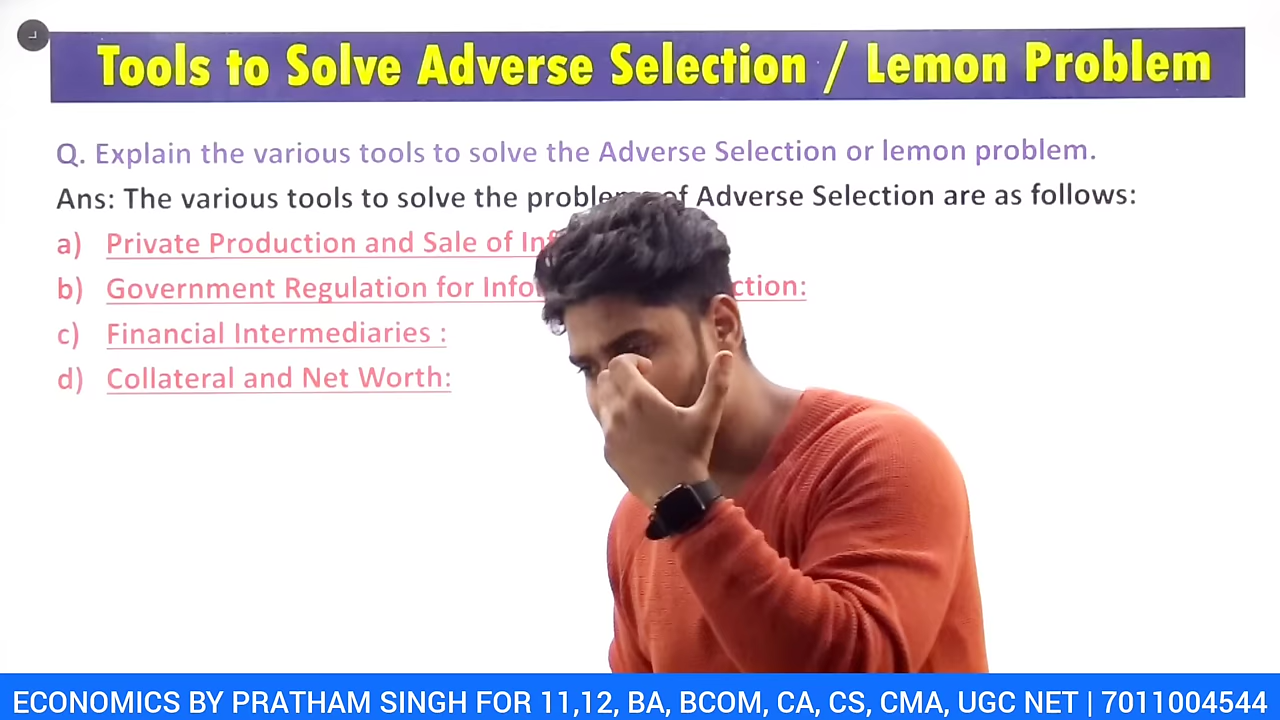 Tools to Solve Adverse Selection / Lemon Problem
Q. Explain the various tools to solve the Adverse Selection or lemon problem.
Ans: The various tools to solve the of Adverse Selection are as follows:
a) Private Production and Sale of
b) Government Regulation for
c) Financial Intermediaries :
d) Collateral and Net Worth:
ECONOMICS BY PRATHAM SINGH FOR 11,12, BA, BCOM, CA, CS, CMA, UGC NET | 7011004544